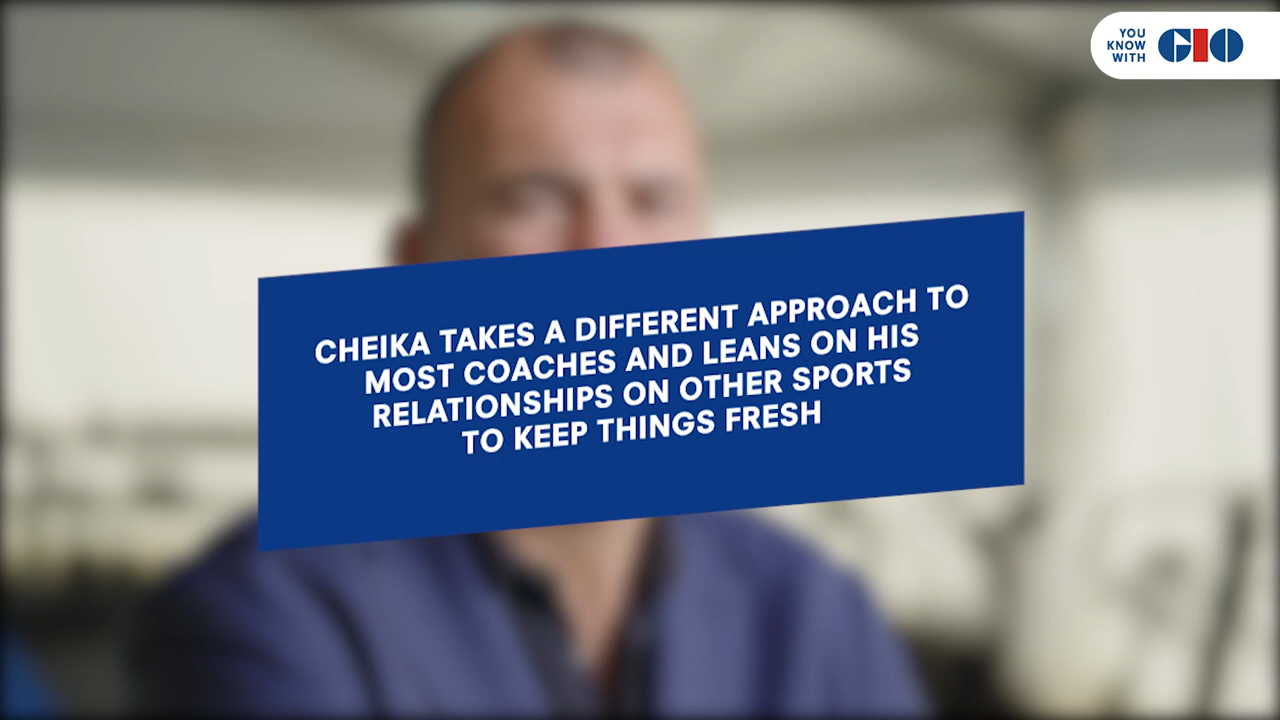 YOU
KNOW
WITH
GIO
CHEIKA TAKES A DIFFERENT APPROACH TO
MOST COACHES AND LEANS ON HIS
RELATIONSHIPS ON OTHER SPORTS
TO KEEP THINGS FRESH